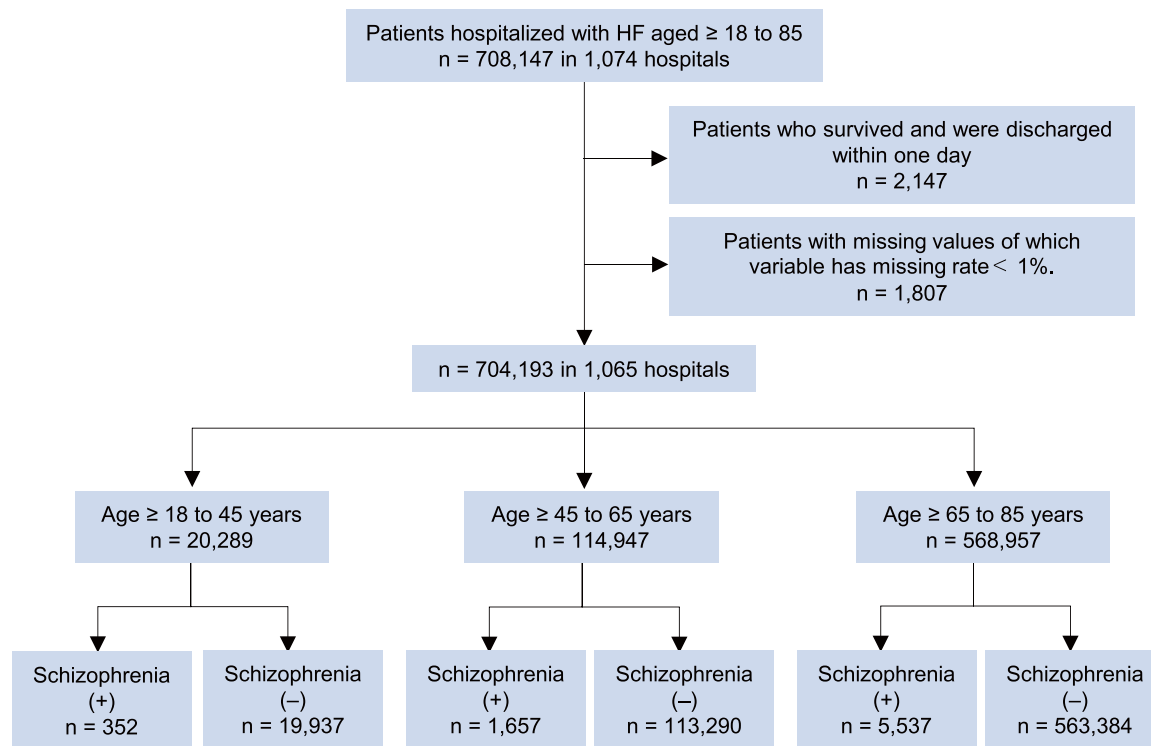 Patients hospitalized with HF aged ≥ 18 to 85
n = 708,147 in 1,074 hospitals
Patients who survived and were discharged
within one day
n = 2,147
Patients with missing values of which
variable has missing rate< 1%.
n = 1,807
n = 704,193 in 1,065 hospitals
Age ≥ 18 to 45 years
n = 20,289
Age ≥ 45 to 65 years
n = 114,947
Age ≥ 65 to 85 years
n = 568,957
Schizophrenia
(+)
n = 352
Schizophrenia
(–)
n = 19,937
Schizophrenia
(+)
n = 1,657
Schizophrenia
(–)
n = 113,290
Schizophrenia
(+)
n = 5,537
Schizophrenia
(–)
n = 563,384